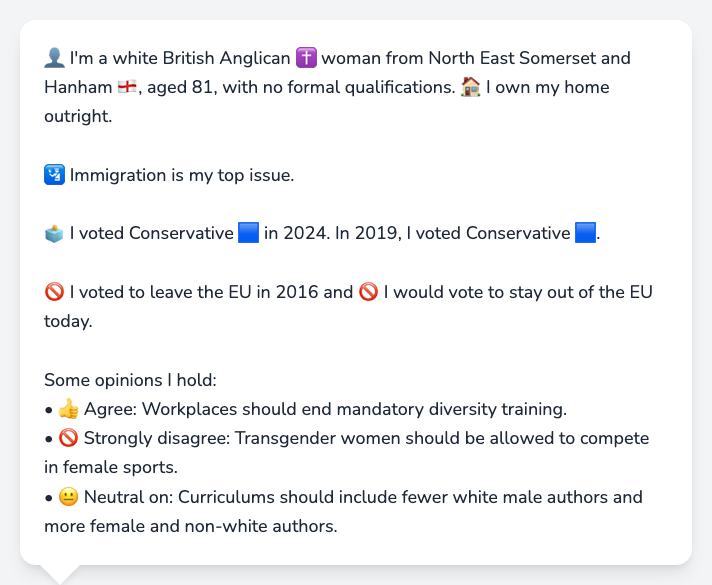 👤 I'm a white British Anglican ✝️ woman from North East Somerset and
Hanham 🏴󠁧󠁢󠁥󠁮󠁧󠁿, aged 81, with no formal qualifications. 🏠 I own my home
outright.
🛂 Immigration is my top issue.
🗳️ I voted Conservative 🟦 in 2024. In 2019, I voted Conservative 🟦.
🚫 I voted to leave the EU in 2016 and 🚫 I would vote to stay out of the EU
today.
Some opinions I hold:
• 👍 Agree: Workplaces should end mandatory diversity training.
• 🚫 Strongly disagree: Transgender women should be allowed to compete
in female sports.
• 😐 Neutral on: Curriculums should include fewer white male authors and
more female and non-white authors.